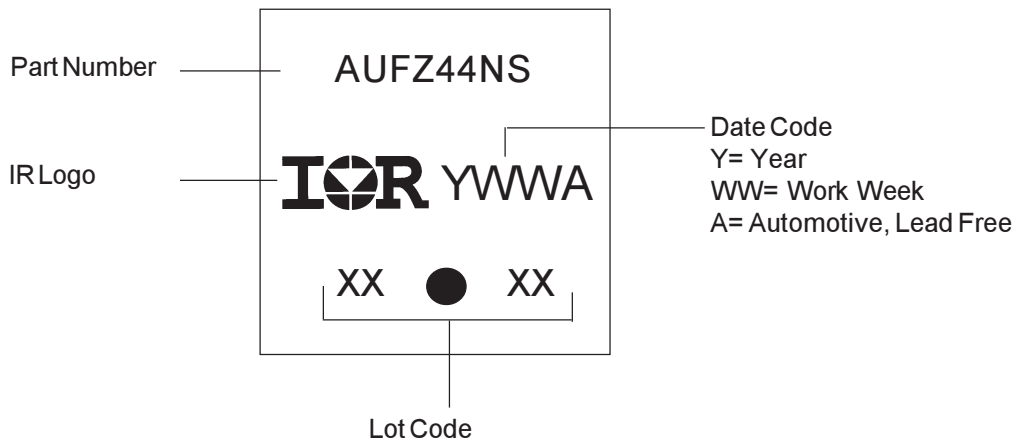 Part Number
AUFZ44NS
IR Logo
IOR YWWA
Date Code
Y= Year
WW= Work Week
A= Automotive, Lead Free
XX XX
Lot Code